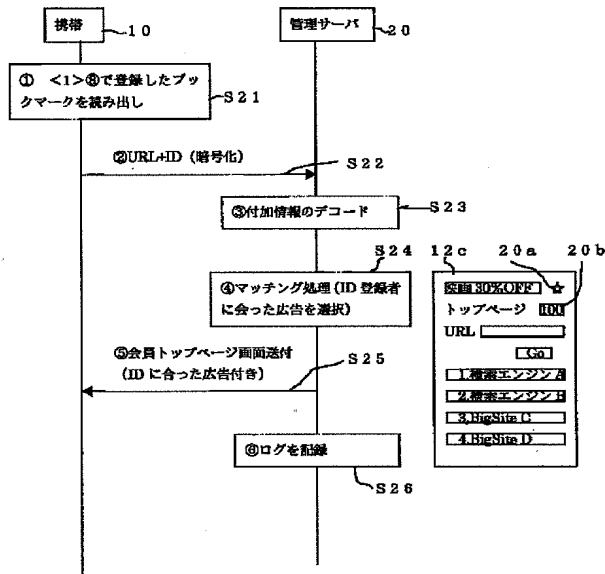 携帯
10
管理サーバ
20
① <1>⑧で登録したブッ
クマークを読み出し
S21
②URL+ID (暗号化)
S22
③付加情報のデコード
S23
S24
④マッチング処理(ID登録者
に会った広告を選択)
⑤会員トップページ画面送付
(IDに合った広告付き)
S25
⑥ログを記録
S26
12c
20a
20b
映画30%OFF ☆
トップページ 100
URL
Go
1.検索エンジンA
2.検索エンジンB
3.BigSite C
4.BigSite D